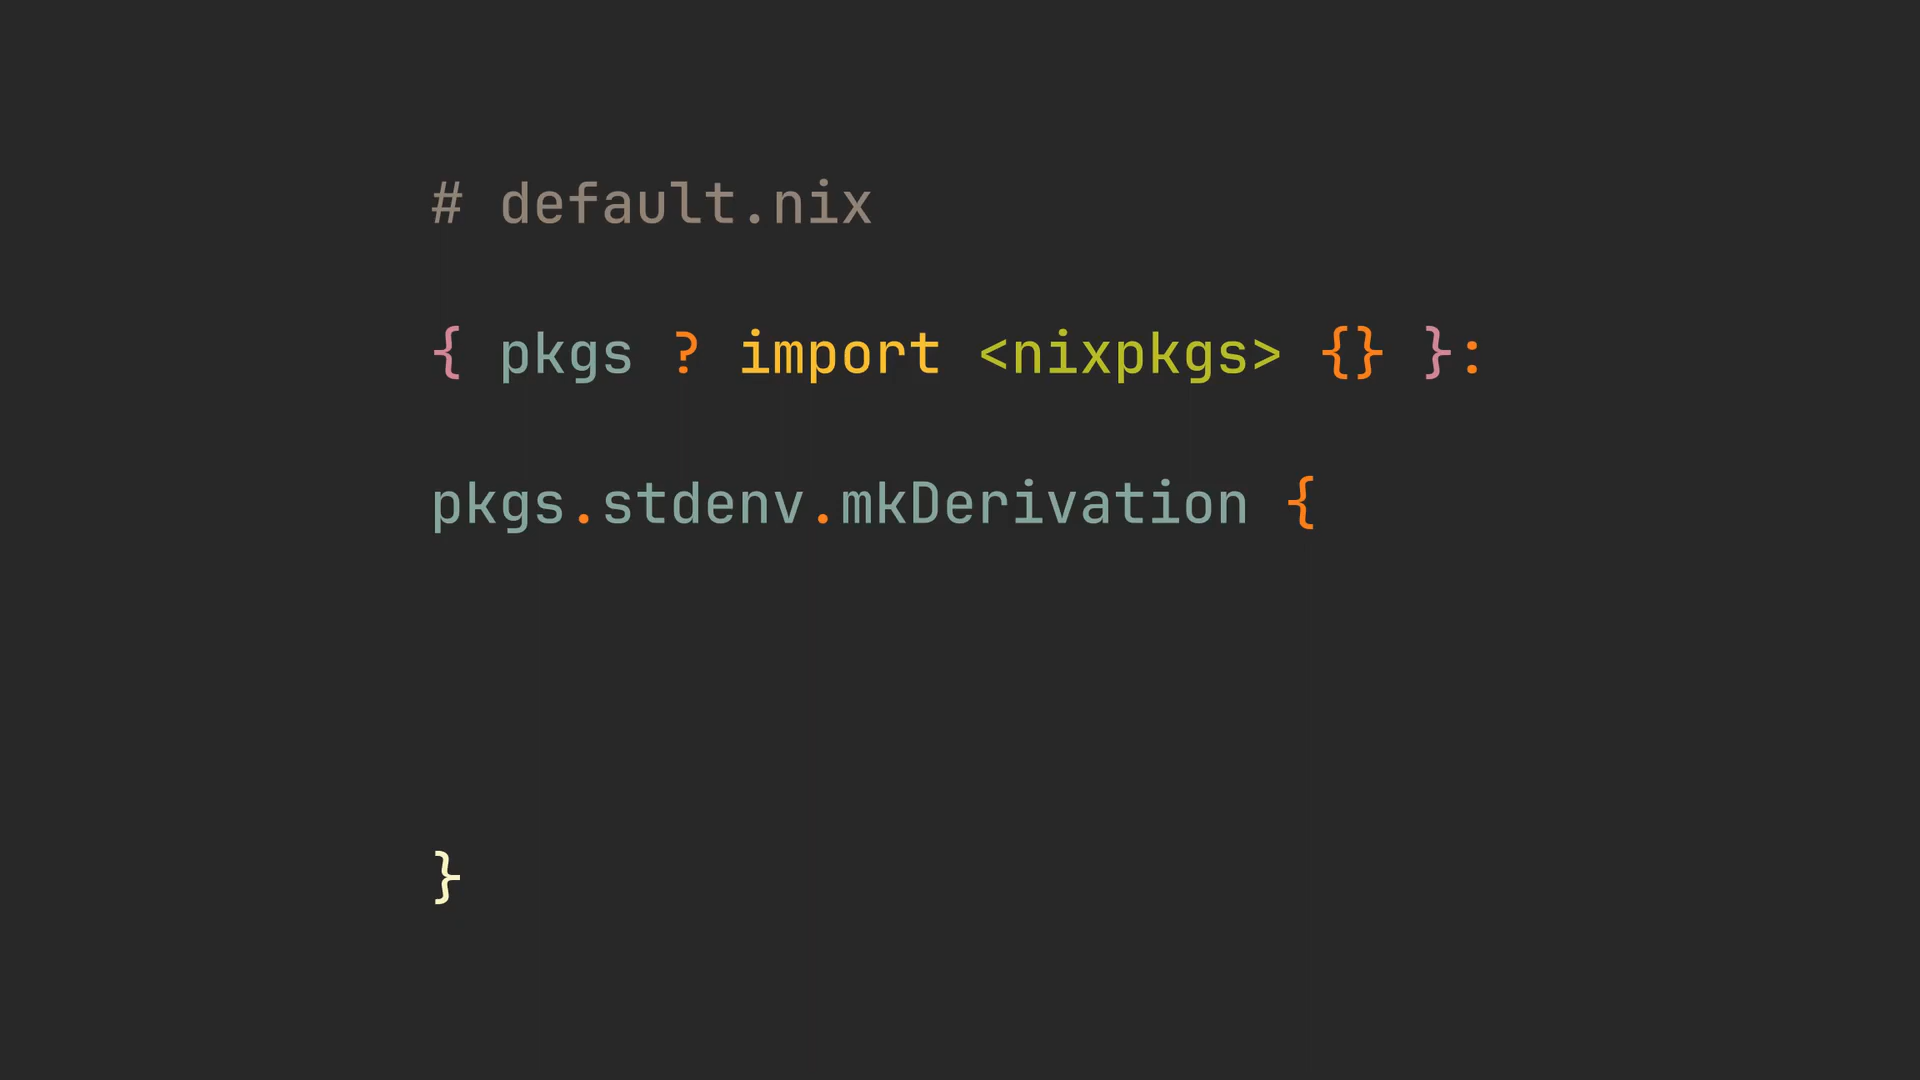 # default.nix
{ pkgs ? import <nixpkgs> {} }:
pkgs.stdenv.mkDerivation {
}